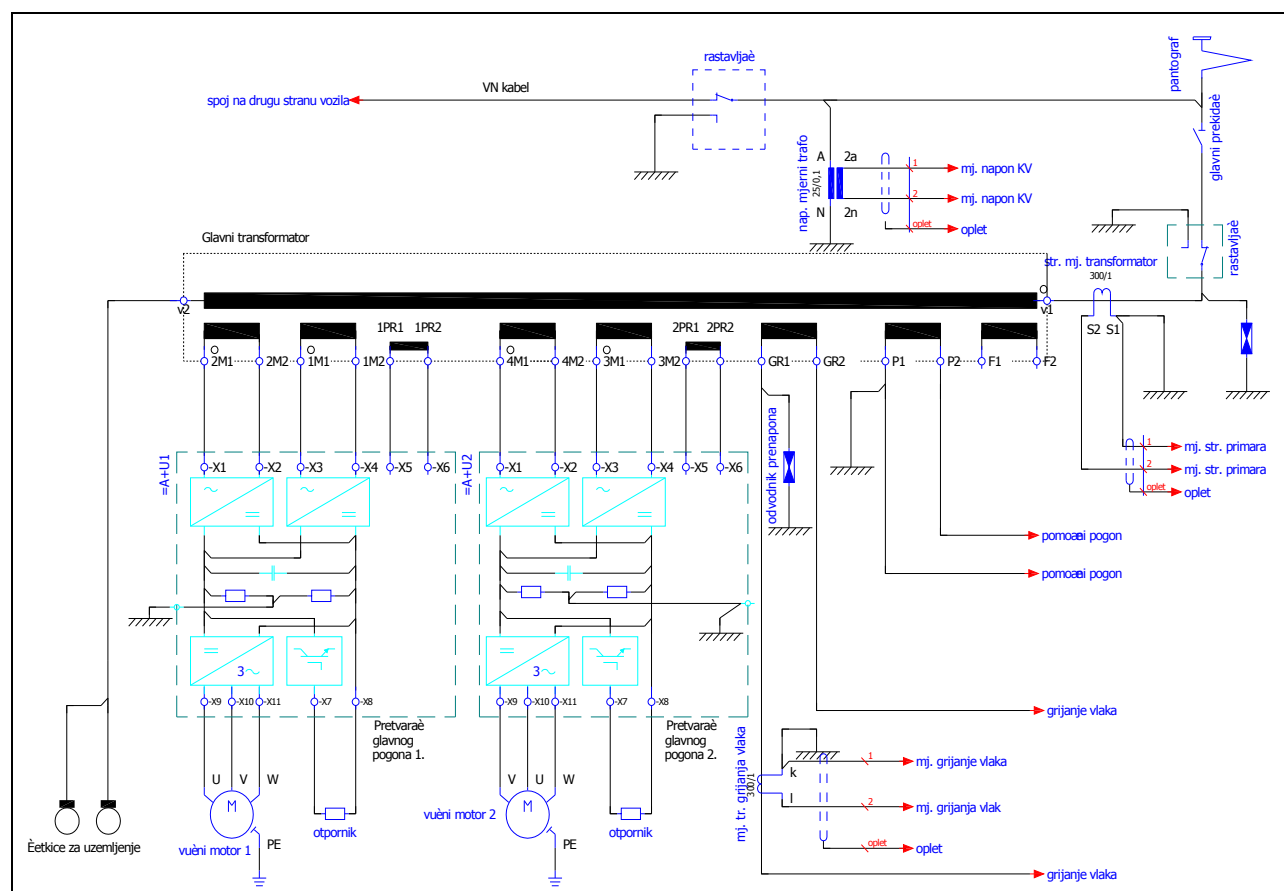 pantograf
rastavljaè
VN kabel
spoj na drugu stranu vozila
glavni prekidaè
nap. mjerni trafo
25/0,1
A
2a
1
mj. napon KV
2
mj. napon KV
N
2n
oplet
oplet
Glavni transformator
rastavljaè
str. mj. transformator
300/1
v2
v1
S2
S1
1PR1
1PR2
2PR1
2PR2
2M1
2M2
1M1
1M2
4M1
4M2
3M1
3M2
GR1
GR2
P1
P2
F1
F2
1
mj. str. primara
2
mj. str. primara
oplet
oplet
=A+U1
-X1
-X2
-X3
-X4
-X5
-X6
=A+U2
-X1
-X2
-X3
-X4
-X5
-X6
odvodnik prenapona
pomoæni pogon
pomoæni pogon
3
3
-X9
-X10
-X11
-X7
-X8
-X9
-X10
-X11
-X7
-X8
Pretvaraè
glavnog
pogona 1.
Pretvaraè
glavnog
pogona 2.
grijanje vlaka
mj. tr. grijanja vlaka
300/1
k
1
mj. grijanje vlaka
l
2
mj. grijanja vlak
oplet
oplet
U
V
W
V
U
W
M
M
PE
PE
vuèni motor 1
vuèni motor 2
otpornik
otpornik
Èetkice za uzemljenje
grijanje vlaka